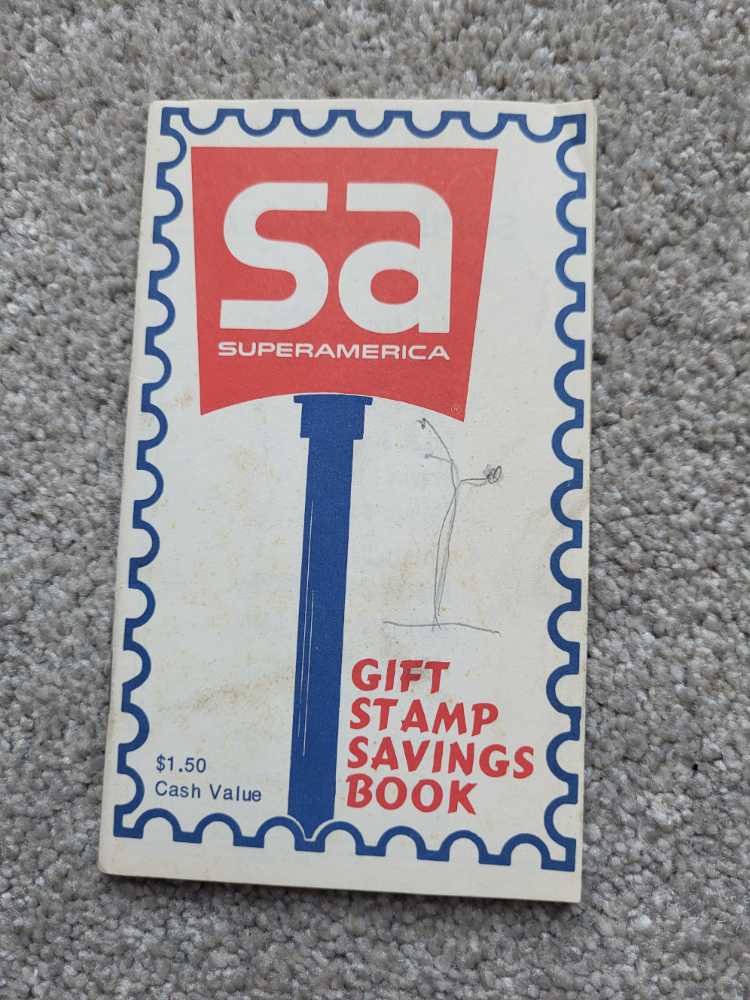 sa
SUPERAMERICA
GIFT
STAMP
SAVINGS
BOOK
$1.50
Cash Value